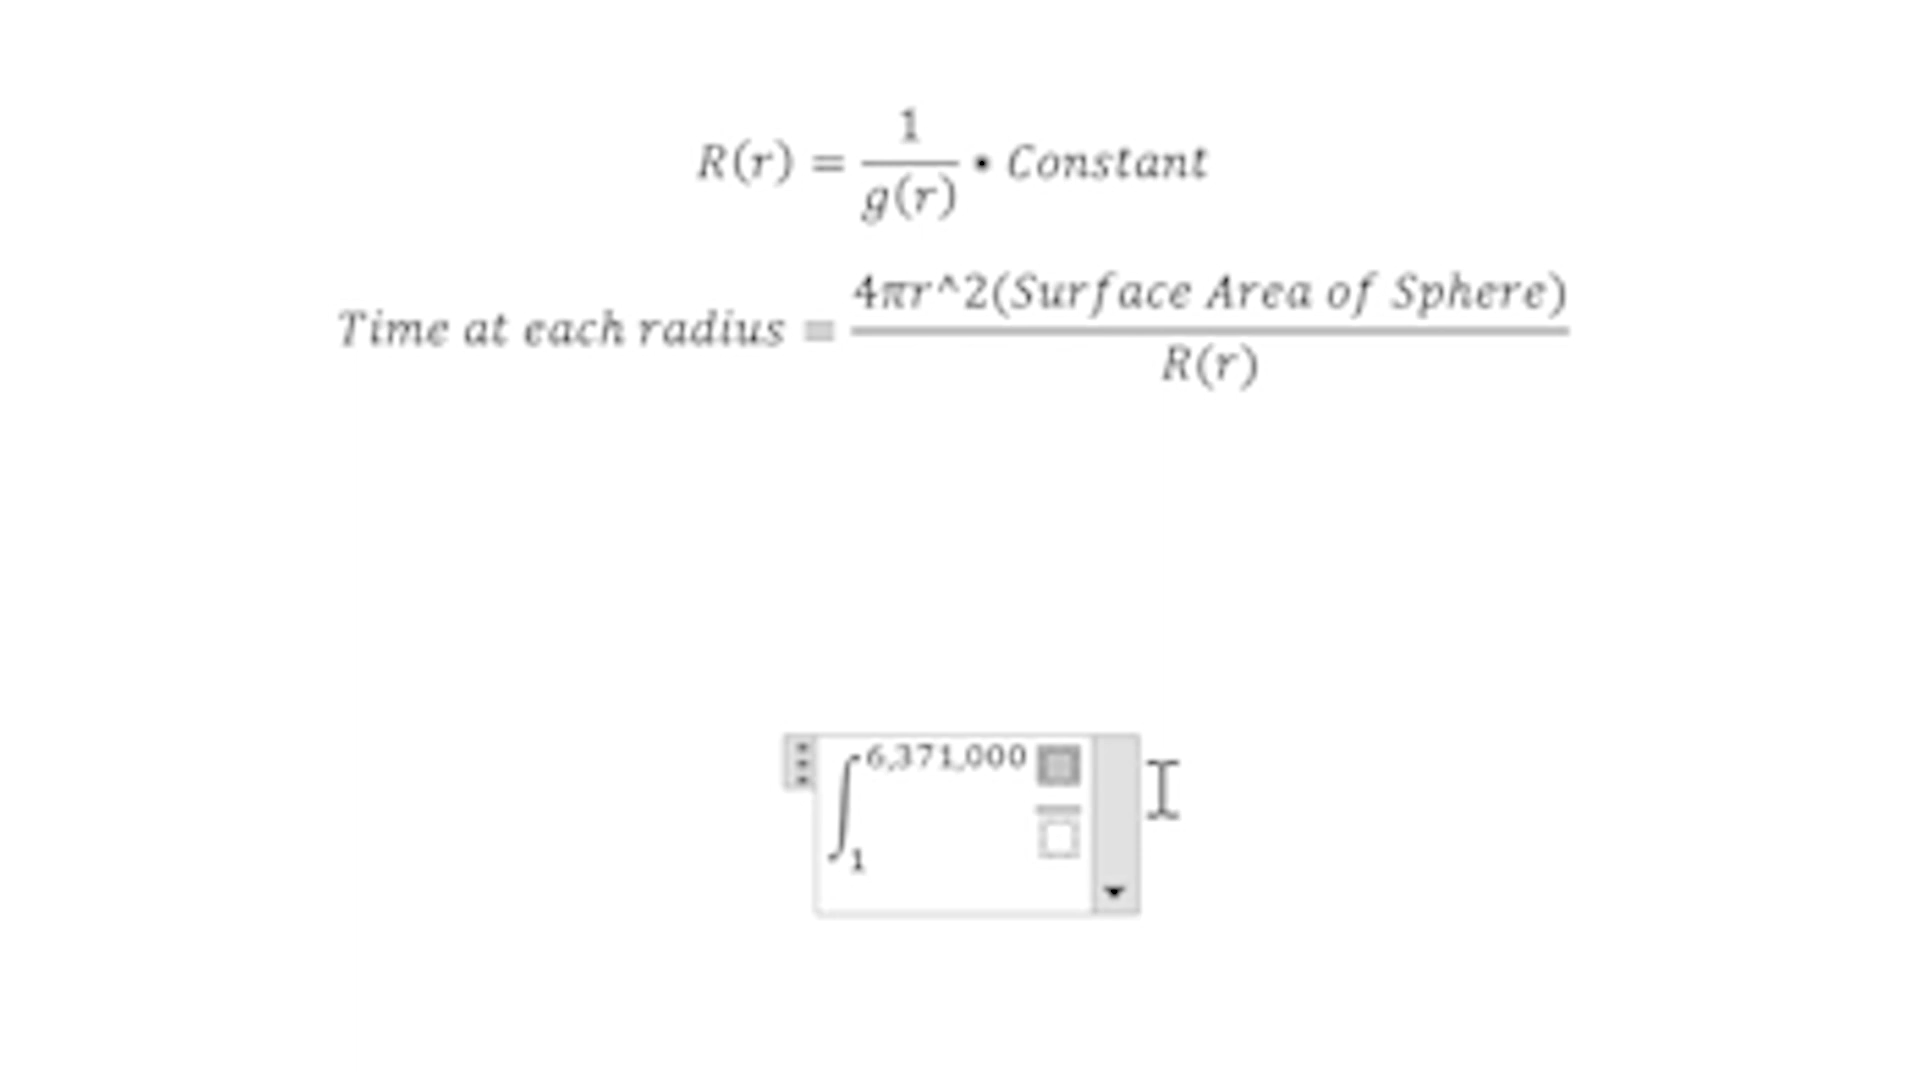 R(r) = 1/g(r) • Constant
Time at each radius = 4πr^2(Surface Area of Sphere)/R(r)
∫_1^6,371,000